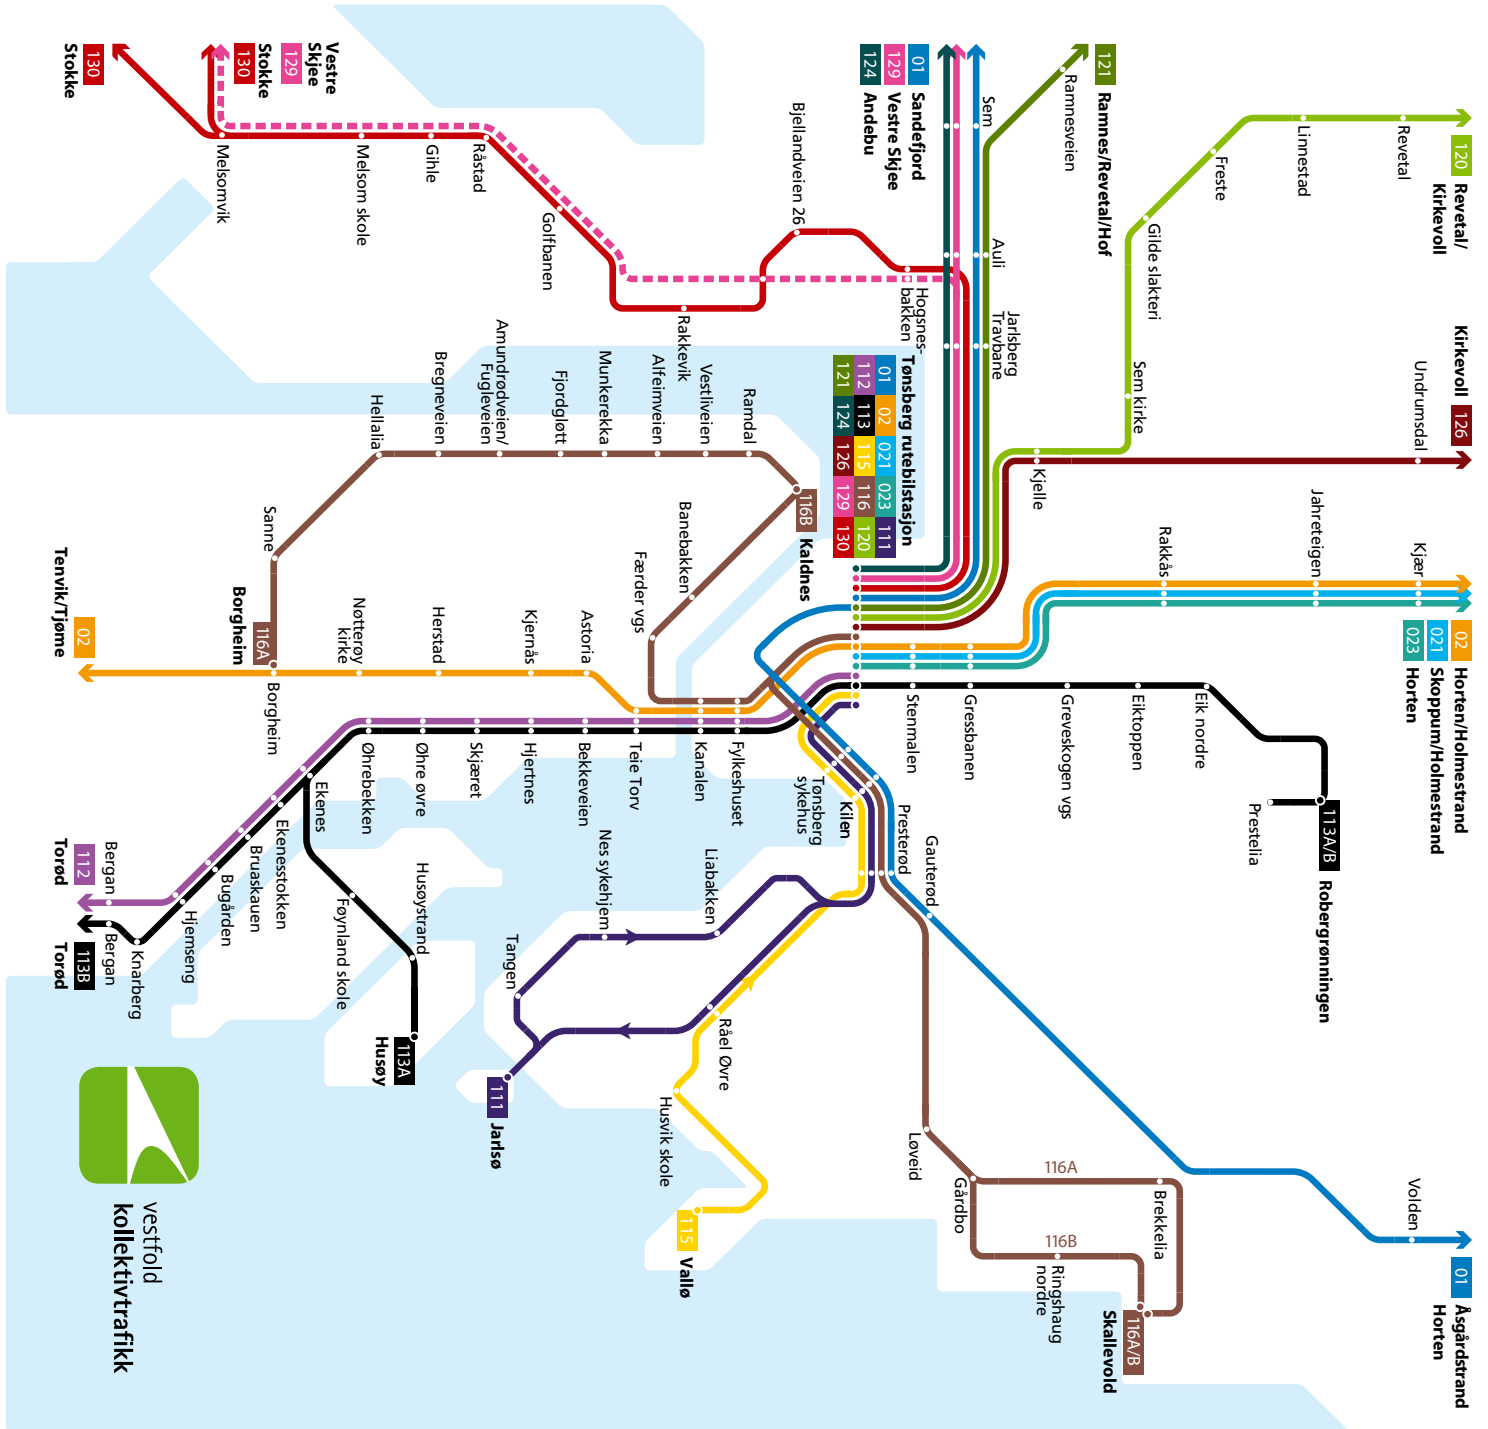 130
Stokke
Vestre
Skjee
129
130
Stokke
Melsomvik
Melsom skole
Gihle
Råstad
Golfbanen
Rakkevik
Bjellandveien 26
Hogsnes-
bakken
01
129
124
Sandefjord
Vestre Skjee
Andebu
Sem
Auli
Jarlsberg
Travbane
121
Ramnes/Revetal/Hof
Ramnesveien
120
Revetal/
Kirkevoll
Revetal
Linnestad
Freste
Gilde slakteri
Sem kirke
Kirkevoll
126
Undrumsdal
Kjelle
Tønsberg rutebilstasjon
01
02
021
023
111
112
113
115
116
120
121
124
126
129
130
Ramdal
Vestliveien
Alfeimveien
Munkerekka
Fjordgløtt
Amundrødveien/
Fugleveien
Bregneveien
Hellalia
Sanne
Borgheim
116A
116B
Kaldnes
Banebakken
Færder vgs
Tenvik/Tjøme
02
Borgheim
Nøtterøy
kirke
Herstad
Kjernås
Astoria
Kjær
Jahreteigen
Rakkås
02
021
023
Horten/Holmestrand
Skoppum/Holmestrand
Horten
Stenmalen
Gressbanen
Greveskogen vgs
Eiktoppen
Eik nordre
Prestelia
113A/B
Robergrønningen
Fylkeshuset
Kanalen
Teie Torv
Bekkeveien
Hjertnes
Skjæret
Øhre øvre
Øhrebekken
Ekenes
Ekenesstokken
Bruaskauen
Bugården
Hjemseng
Knarberg
Bergan
Bergan
112
Torød
113B
Torød
Husøystrand
Føynland skole
113A
Husøy
Tønsberg
sykehus
Kilen
Presterød
Gauterød
Liabakken
Nes sykehjem
Tangen
111
Jarlsø
Råel Øvre
Husvik skole
115
Vallø
Løveid
Gårdbo
116A
116B
Brekkelia
Ringshaug
nordre
116A/B
Skallevold
Volden
01
Åsgårdstrand
Horten
vestfold
kollektivtrafikk